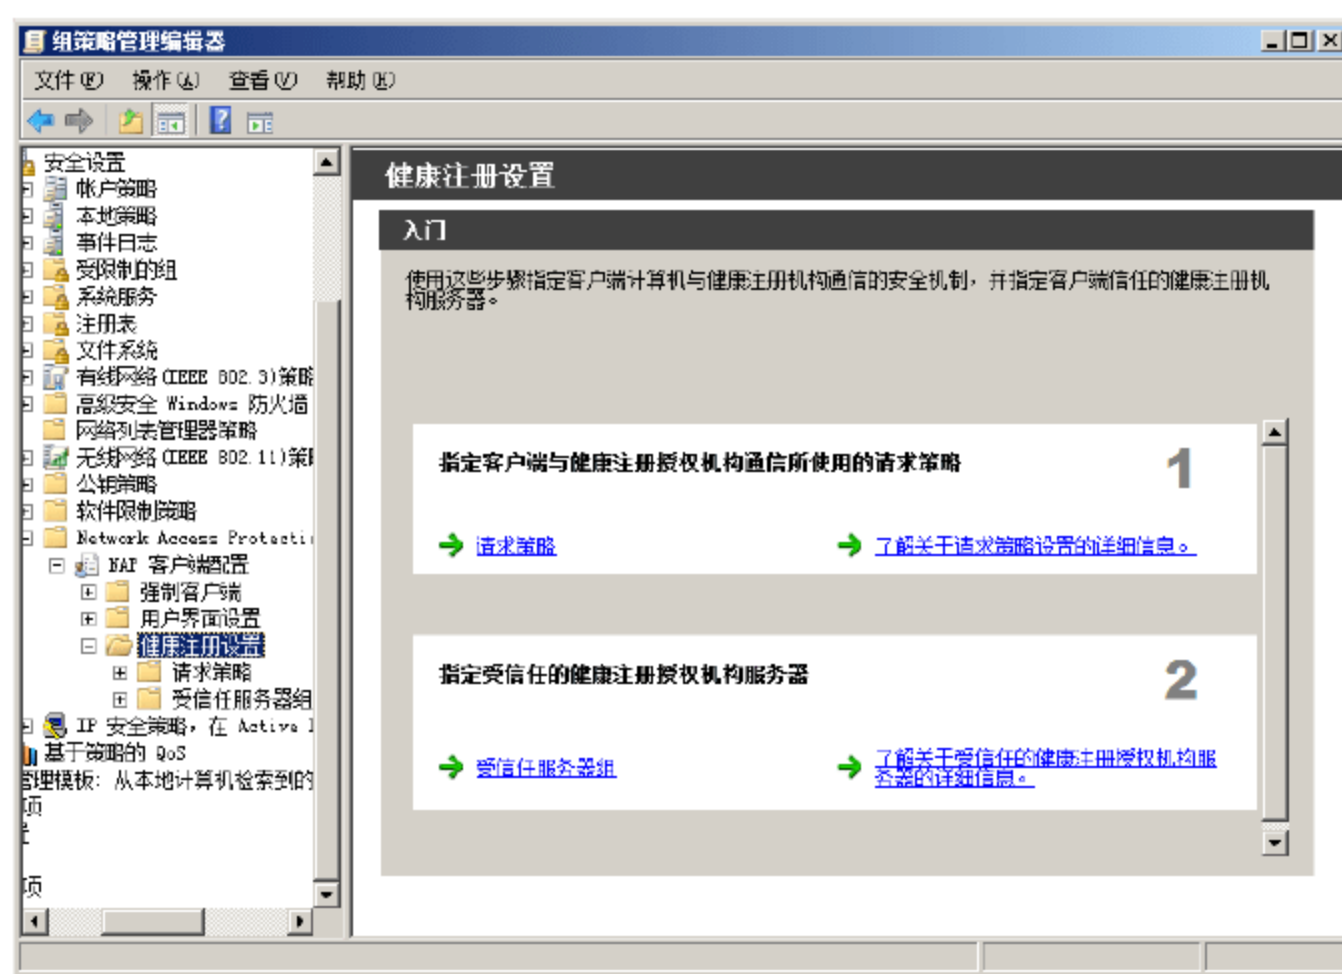 组策略管理编辑器
文件(F) 操作(A) 查看(V) 帮助(H)
安全设置
帐户策略
本地策略
事件日志
受限制的组
系统服务
注册表
文件系统
有线网络(IEEE 802.3)策略
高级安全 Windows 防火墙
网络列表管理器策略
无线网络(IEEE 802.11)策
公钥策略
软件限制策略
Network Access Protecti
NAP 客户端配置
强制客户端
用户界面设置
健康注册设置
请求策略
受信任服务器组
IP 安全策略，在 Active
基于策略的 QoS
管理模板: 从本地计算机检索到的
项
项
健康注册设置
入门
使用这些步骤指定客户端计算机与健康注册机构通信的安全机制，并指定客户端信任的健康注册机
构服务器。
指定客户端与健康注册授权机构通信所使用的请求策略
1
请求策略
了解关于请求策略设置的详细信息。
指定受信任的健康注册授权机构服务器
2
受信任服务器组
了解关于受信任的健康注册授权机构服
务器的详细信息。